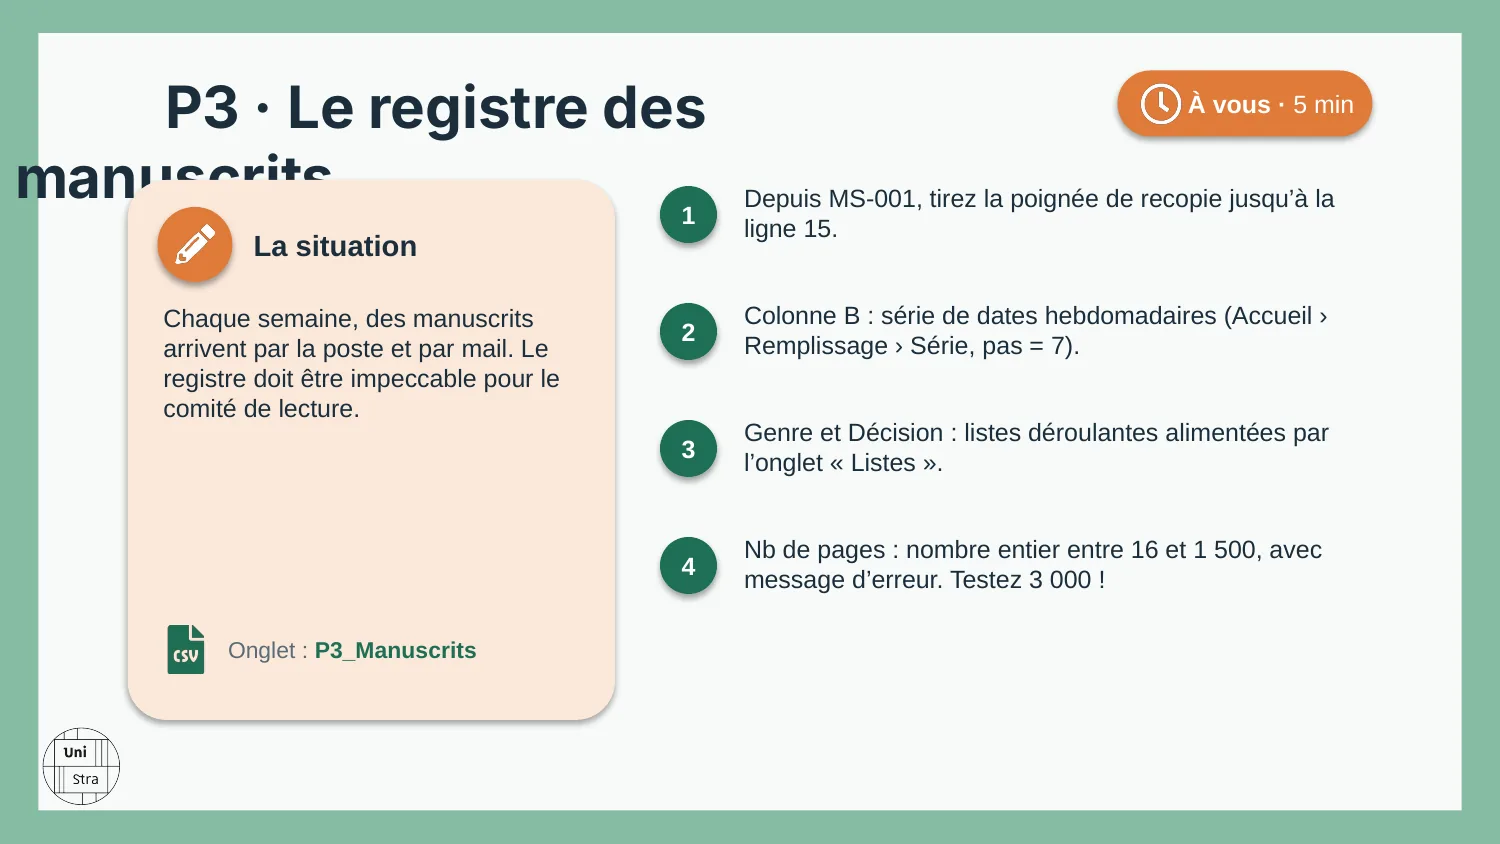 P3 · Le registre des
manuscrits
À vous · 5 min
La situation
Chaque semaine, des manuscrits
arrivent par la poste et par mail. Le
registre doit être impeccable pour le
comité de lecture.
CSV
Onglet : P3_Manuscrits
1
Depuis MS-001, tirez la poignée de recopie jusqu’à la
ligne 15.
2
Colonne B : série de dates hebdomadaires (Accueil ›
Remplissage › Série, pas = 7).
3
Genre et Décision : listes déroulantes alimentées par
l’onglet « Listes ».
4
Nb de pages : nombre entier entre 16 et 1 500, avec
message d’erreur. Testez 3 000 !
Uni
Stra